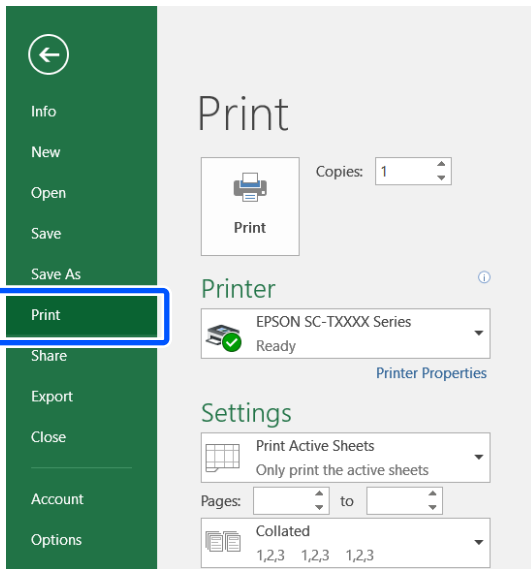 Info
New
Open
Save
Save As
Print
Share
Export
Close
Account
Options
Print
Print
Copies: 1
Printer
EPSON SC-TXXXX Series
Ready
Printer Properties
Settings
Print Active Sheets
Only print the active sheets
Pages: to
Collated
1,2,3 1,2,3 1,2,3